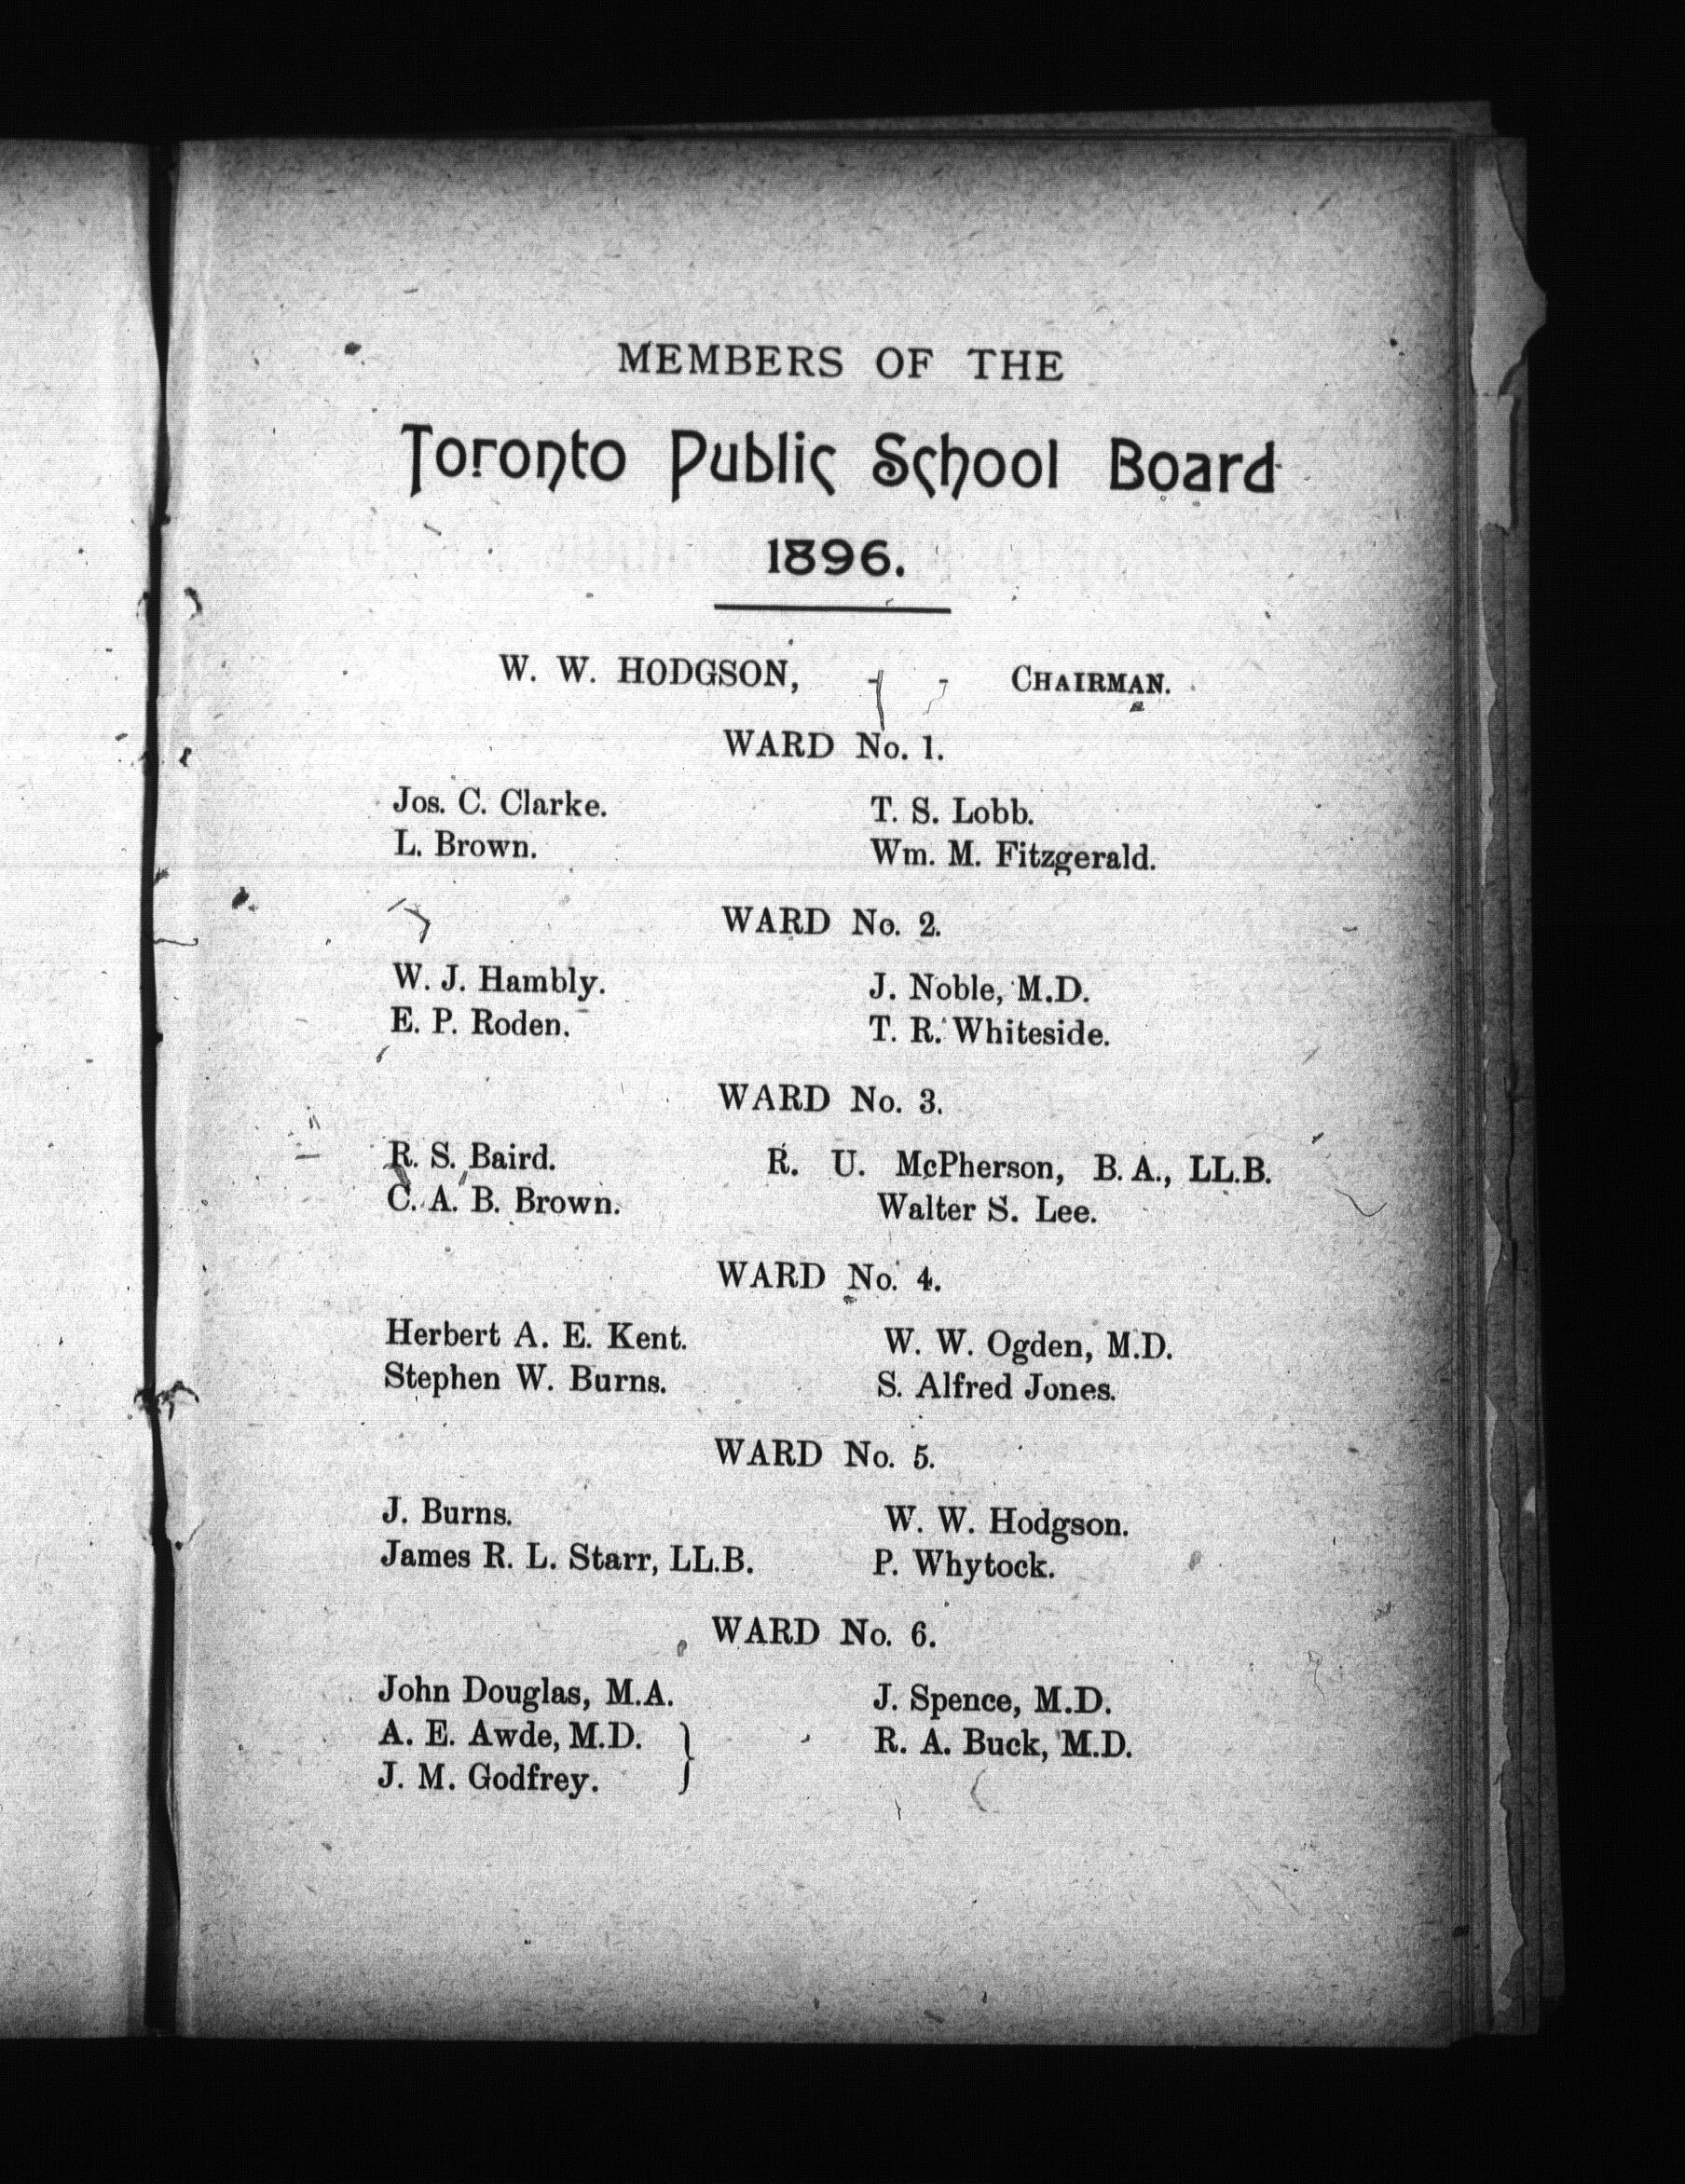 MEMBERS OF THE
Toronto Public School Board
1896.
W. W. HODGSON, - - CHAIRMAN.
WARD No. 1.
Jos. C. Clarke. T. S. Lobb.
L. Brown. Wm. M. Fitzgerald.
WARD No. 2.
W. J. Hambly. J. Noble, M.D.
E. P. Roden. T. R. Whiteside.
WARD No. 3.
R. S. Baird. R. U. McPherson, B. A., LL.B.
C. A. B. Brown. Walter S. Lee.
WARD No. 4.
Herbert A. E. Kent. W. W. Ogden, M.D.
Stephen W. Burns. S. Alfred Jones.
WARD No. 5.
J. Burns. W. W. Hodgson.
James R. L. Starr, LL.B. P. Whytock.
WARD No. 6.
John Douglas, M.A. J. Spence, M.D.
A. E. Awde, M.D. } R. A. Buck, M.D.
J. M. Godfrey.